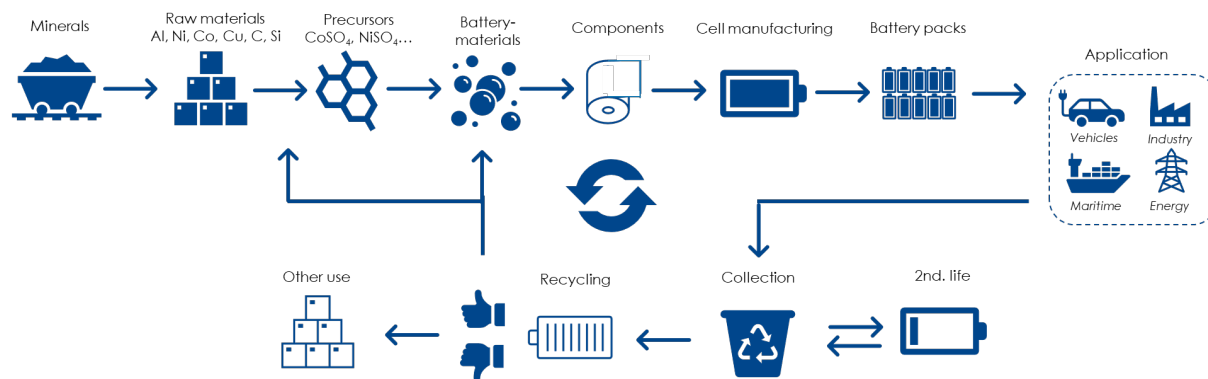 Minerals
Raw materials
Al, Ni, Co, Cu, C, Si
Precursors
CoSO₄, NiSO₄…
Battery-
materials
Components
Cell manufacturing
Battery packs
Application
Vehicles
Industry
Maritime
Energy
Other use
Recycling
Collection
2nd. life